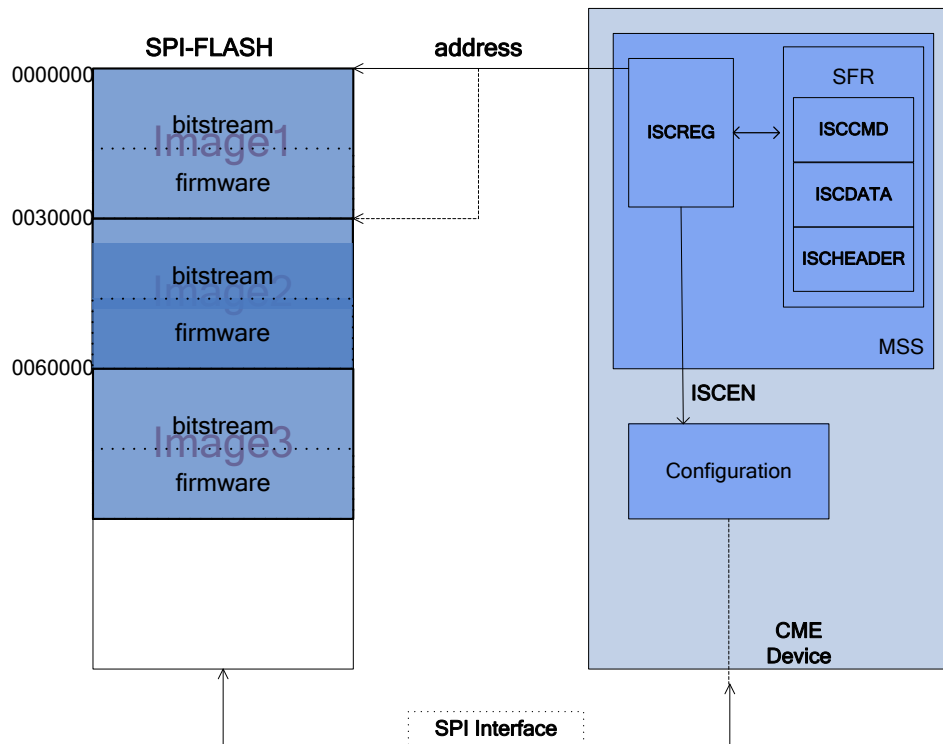 SPI-FLASH
address
0000000
bitstream
Image1
firmware
0030000
bitstream
Image2
firmware
0060000
bitstream
Image3
firmware
SFR
ISCREG
ISCCMD
ISCDATA
ISCHEADER
MSS
ISCEN
Configuration
CME
Device
SPI Interface